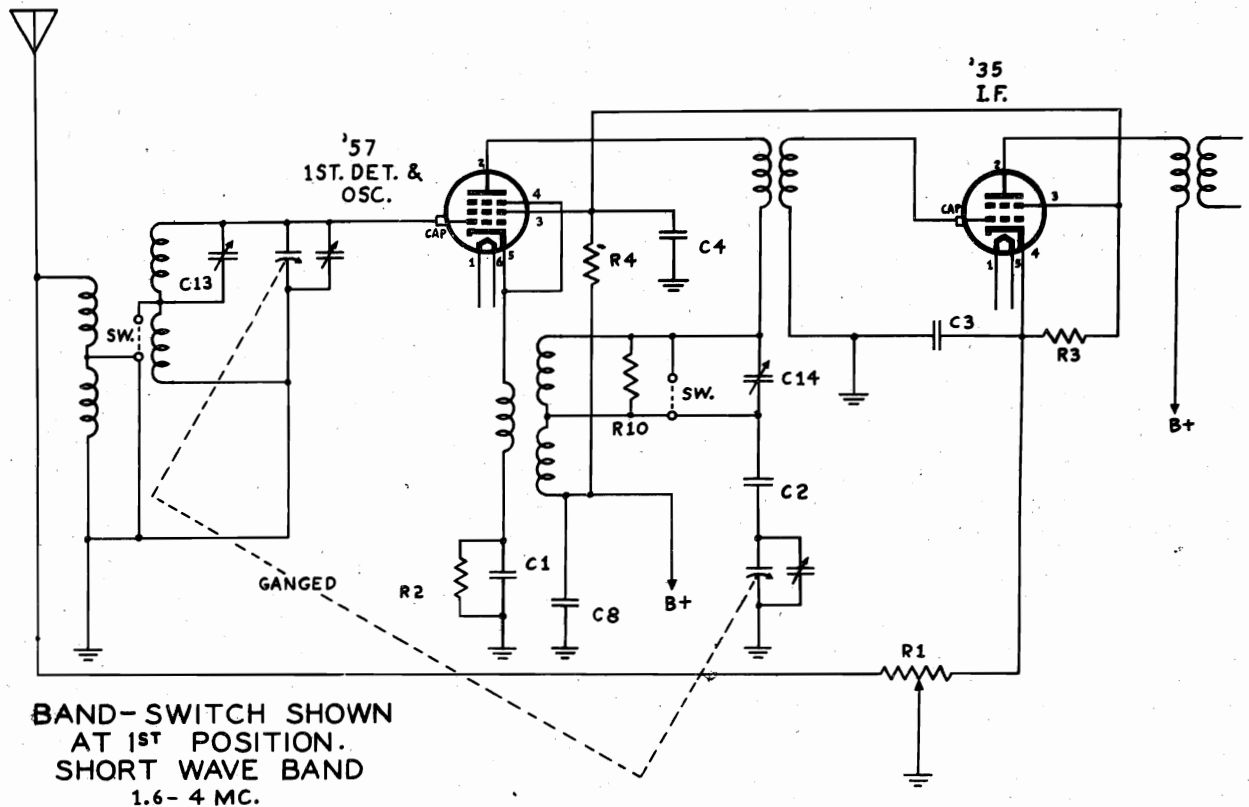 '35
I.F.
'57
1ST. DET. &
OSC.
2
4
3
CAP
1
6
5
2
3
CAP
1
5
4
C13
SW.
R4
C4
C3
R3
C14
SW.
R10
B+
C2
GANGED
R2
C1
C8
B+
R1
BAND-SWITCH SHOWN
AT 1ST POSITION.
SHORT WAVE BAND
1.6-4 MC.